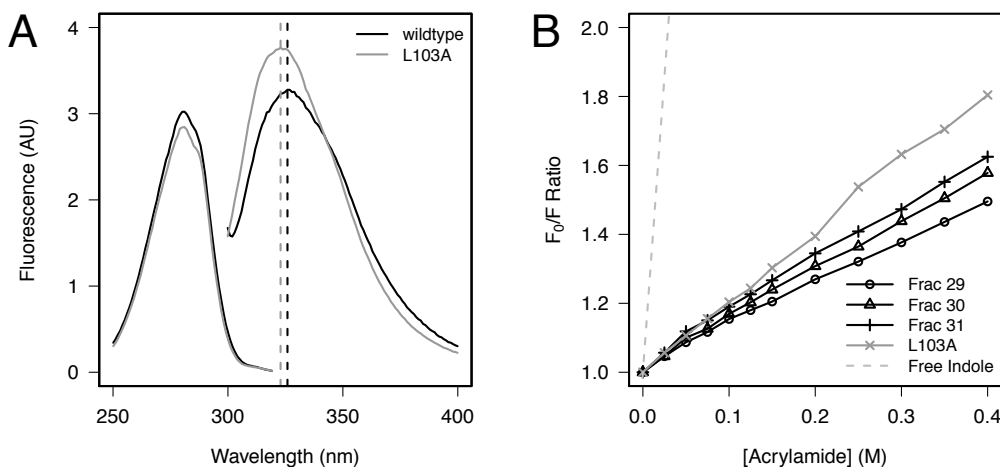 A
Fluorescence (AU)
4
3
2
1
0
250
300
350
400
Wavelength (nm)
wildtype
L103A
B
F₀/F Ratio
2.0
1.8
1.6
1.4
1.2
1.0
0.0
0.1
0.2
0.3
0.4
[Acrylamide] (M)
Frac 29
Frac 30
Frac 31
L103A
Free Indole